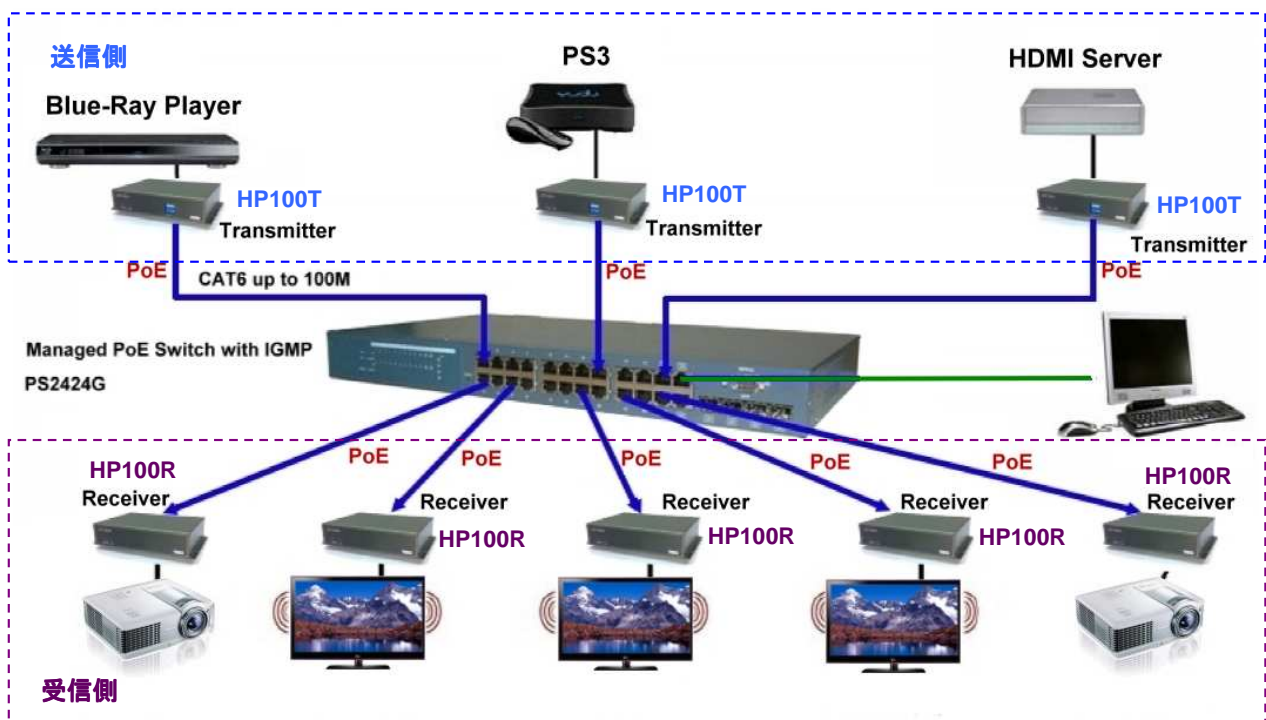 送信側
PS3
HDMI Server
Blue-Ray Player
HP100T
Transmitter
HP100T
Transmitter
HP100T
Transmitter
PoE
PoE
PoE
CAT6 up to 100M
Managed PoE Switch with IGMP
PS2424G
PoE
PoE
PoE
PoE
PoE
HP100R
Receiver
Receiver
HP100R
Receiver
HP100R
Receiver
HP100R
HP100R
Receiver
受信側